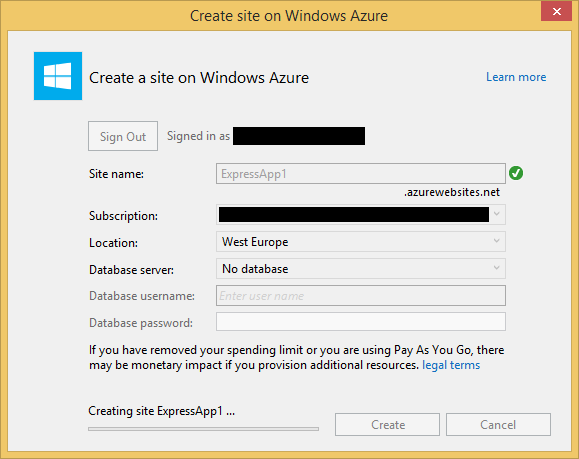 Create site on Windows Azure
Create a site on Windows Azure
Learn more
Sign Out
Signed in as
Site name:
ExpressApp1
.azurewebsites.net
Subscription:
Location:
West Europe
Database server:
No database
Database username:
Enter user name
Database password:
If you have removed your spending limit or you are using Pay As You Go, there
may be monetary impact if you provision additional resources. legal terms
Creating site ExpressApp1 ...
Create
Cancel